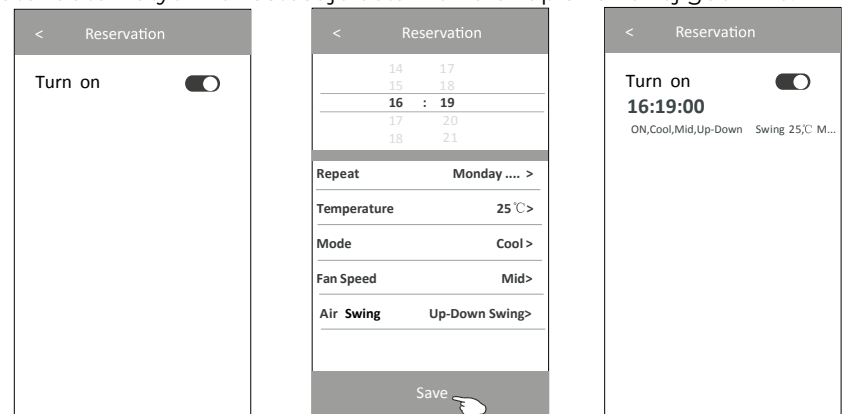 < Reservation
Turn on
< Reservation
14 17
15 18
16 : 19
17 20
18 21
Repeat Monday .... >
Temperature 25℃>
Mode Cool >
Fan Speed Mid>
Air Swing Up-Down Swing>
Save
< Reservation
Turn on
16:19:00
ON,Cool,Mid,Up-Down Swing 25,℃ M...